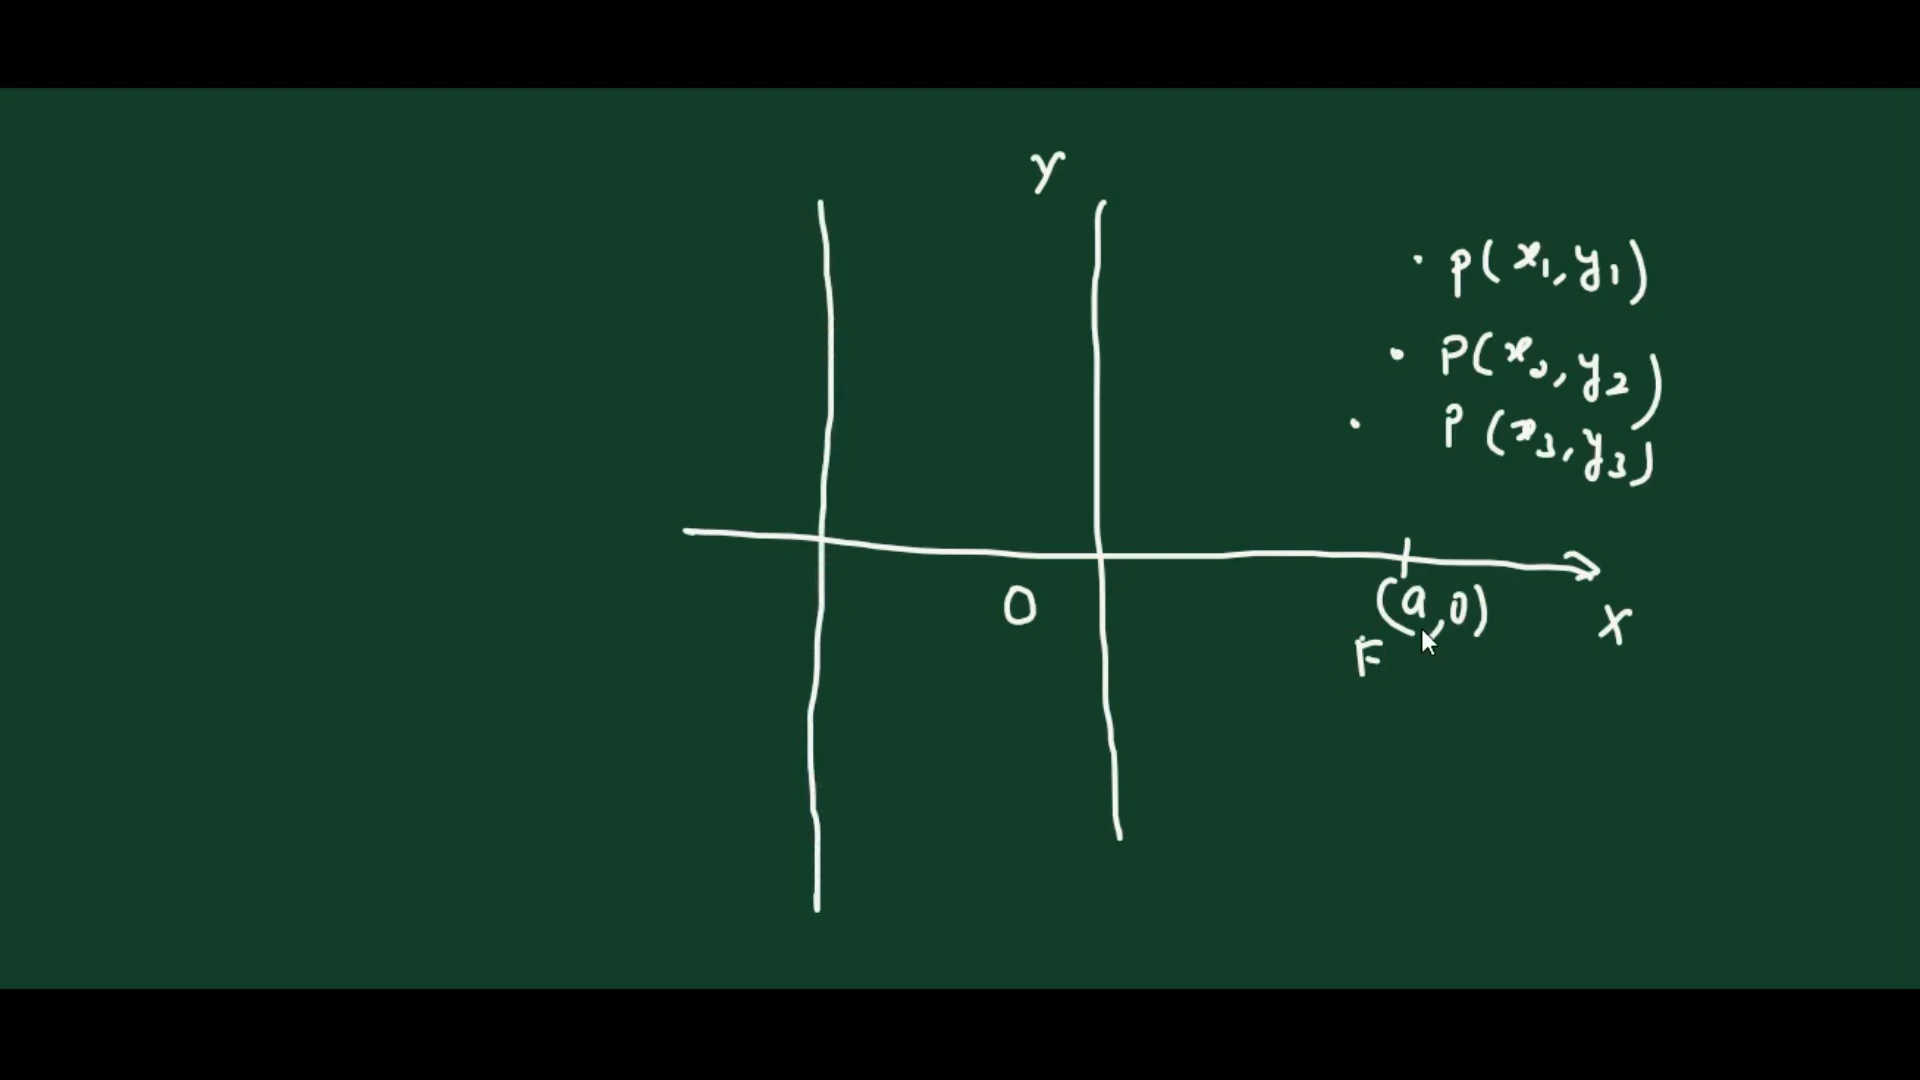 y
p(x₁,y₁)
P(x₂,y₂)
P(x₃,y₃)
O
(a,0)
F
x